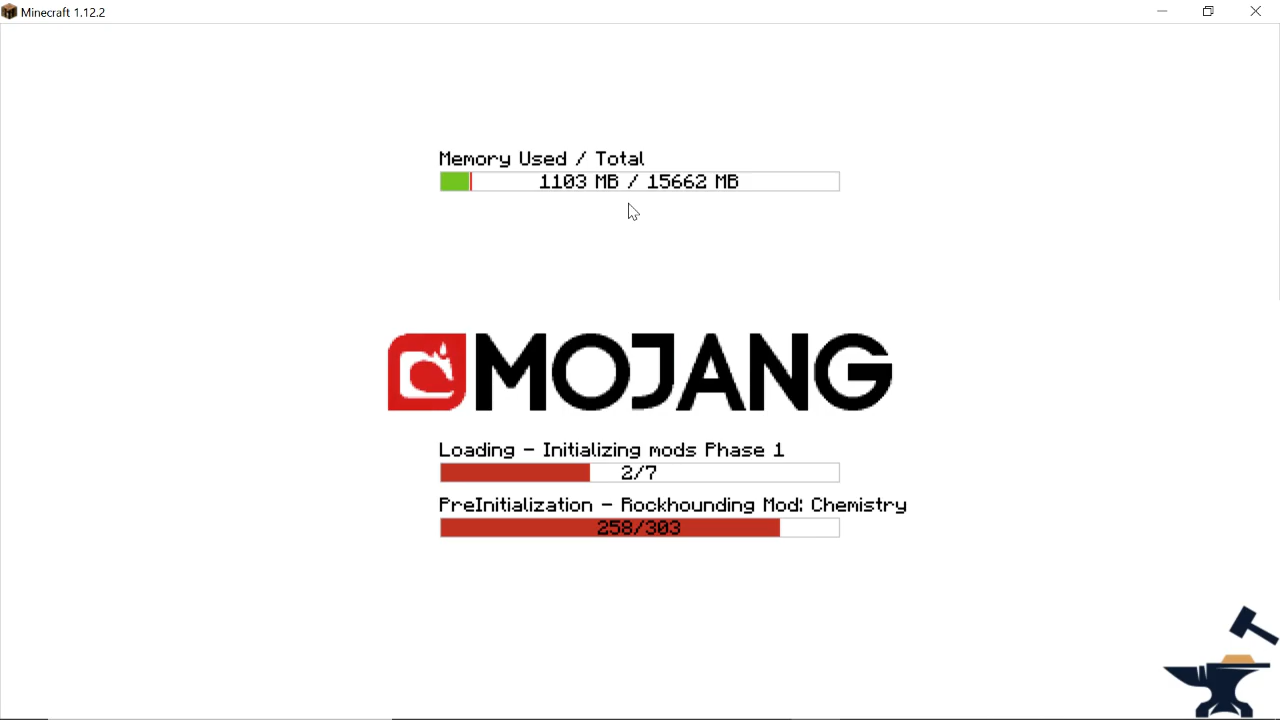 Minecraft 1.12.2
Memory Used / Total
1103 MB / 15662 MB
MOJANG
Loading - Initializing mods Phase 1
2/7
PreInitialization - Rockhounding Mod: Chemistry
258/303